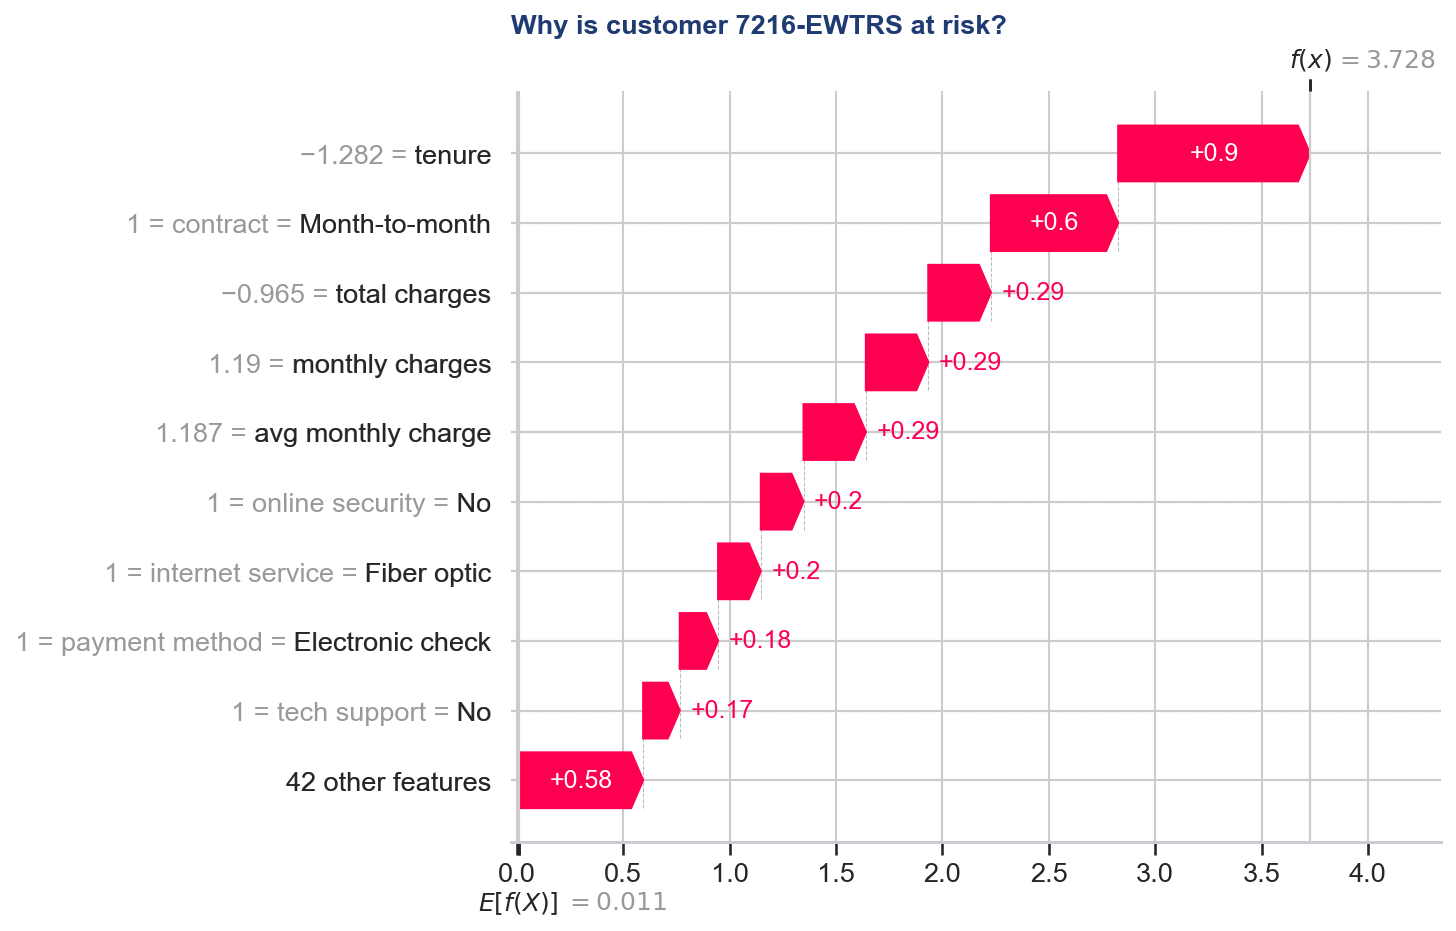 Why is customer 7216-EWTRS at risk?
f(x) = 3.728
−1.282 = tenure
+0.9
1 = contract = Month-to-month
+0.6
−0.965 = total charges
+0.29
1.19 = monthly charges
+0.29
1.187 = avg monthly charge
+0.29
1 = online security = No
+0.2
1 = internet service = Fiber optic
+0.2
1 = payment method = Electronic check
+0.18
1 = tech support = No
+0.17
42 other features
+0.58
0.0 0.5 1.0 1.5 2.0 2.5 3.0 3.5 4.0
E[f(X)] = 0.011